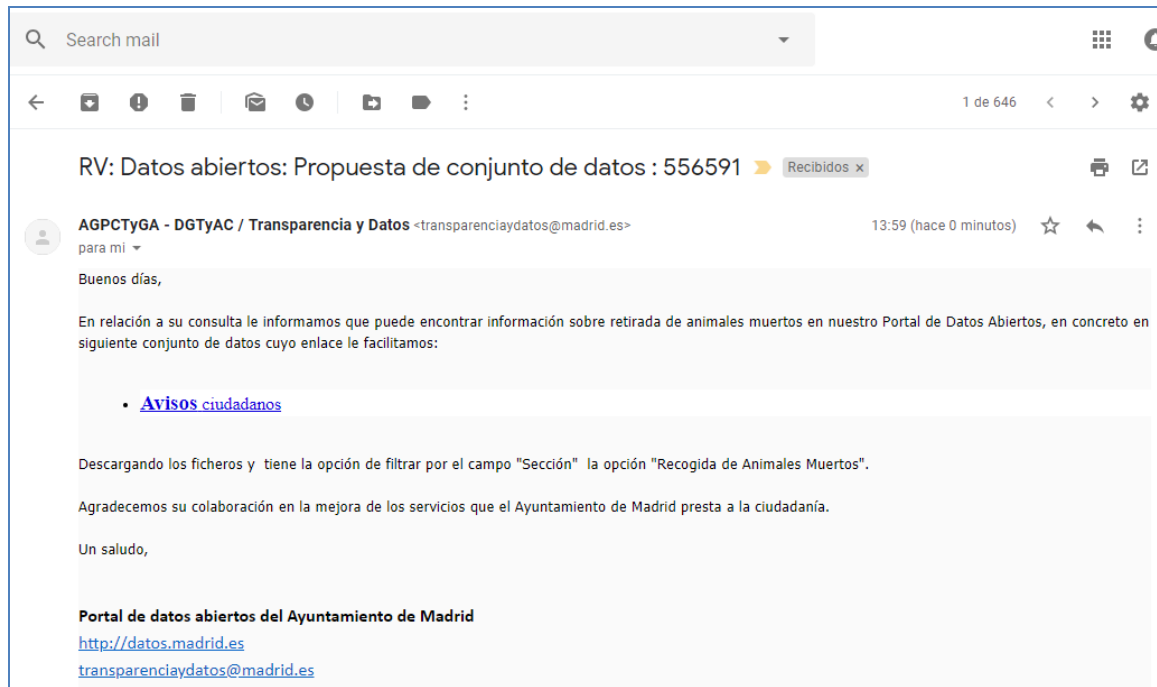 Search mail
1 de 646
RV: Datos abiertos: Propuesta de conjunto de datos : 556591 Recibidos x
AGPCTyGA - DGTyAC / Transparencia y Datos <transparenciaydatos@madrid.es> 13:59 (hace 0 minutos)
para mi
Buenos días,
En relación a su consulta le informamos que puede encontrar información sobre retirada de animales muertos en nuestro Portal de Datos Abiertos, en concreto en
siguiente conjunto de datos cuyo enlace le facilitamos:
• Avisos ciudadanos
Descargando los ficheros y  tiene la opción de filtrar por el campo "Sección"  la opción "Recogida de Animales Muertos".
Agradecemos su colaboración en la mejora de los servicios que el Ayuntamiento de Madrid presta a la ciudadanía.
Un saludo,
Portal de datos abiertos del Ayuntamiento de Madrid
http://datos.madrid.es
transparenciaydatos@madrid.es